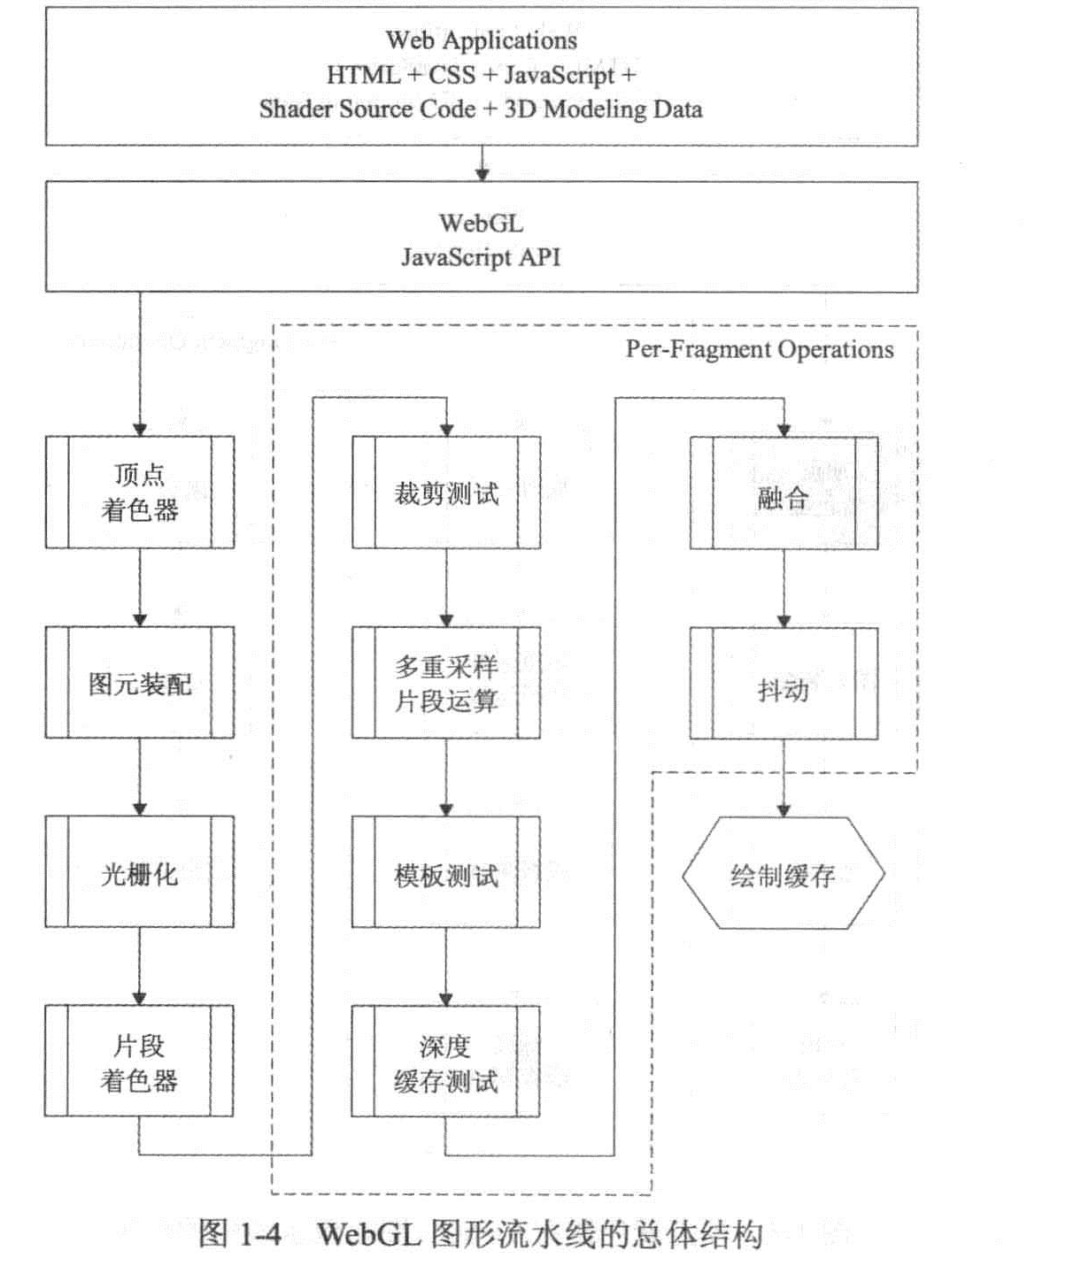 Web Applications
HTML + CSS + JavaScript +
Shader Source Code + 3D Modeling Data
WebGL
JavaScript API
Per-Fragment Operations
顶点
着色器
图元装配
光栅化
片段
着色器
裁剪测试
多重采样
片段运算
模板测试
深度
缓存测试
融合
抖动
绘制缓存
图 1-4 WebGL 图形流水线的总体结构